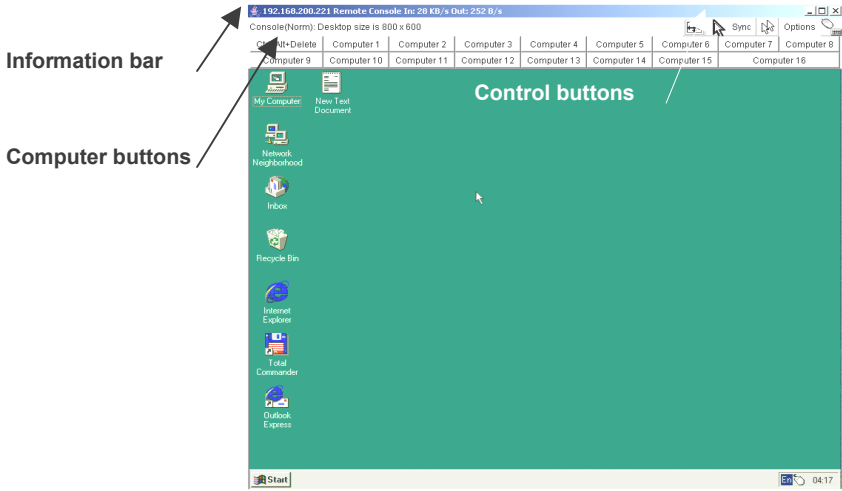 192.168.200.221 Remote Console In: 28 KB/s Out: 252 B/s
Console(Norm): Desktop size is 800 x 600
Sync
Options
Alt+Delete Computer 1 Computer 2 Computer 3 Computer 4 Computer 5 Computer 6 Computer 7 Computer 8
Information bar
Computer 9 Computer 10 Computer 11 Computer 12 Computer 13 Computer 14 Computer 15 Computer 16
Control buttons
My Computer
New Text
Document
Computer buttons
Network
Neighborhood
Inbox
Recycle Bin
Internet
Explorer
Total
Commander
Outlook
Express
Start
En
04:17